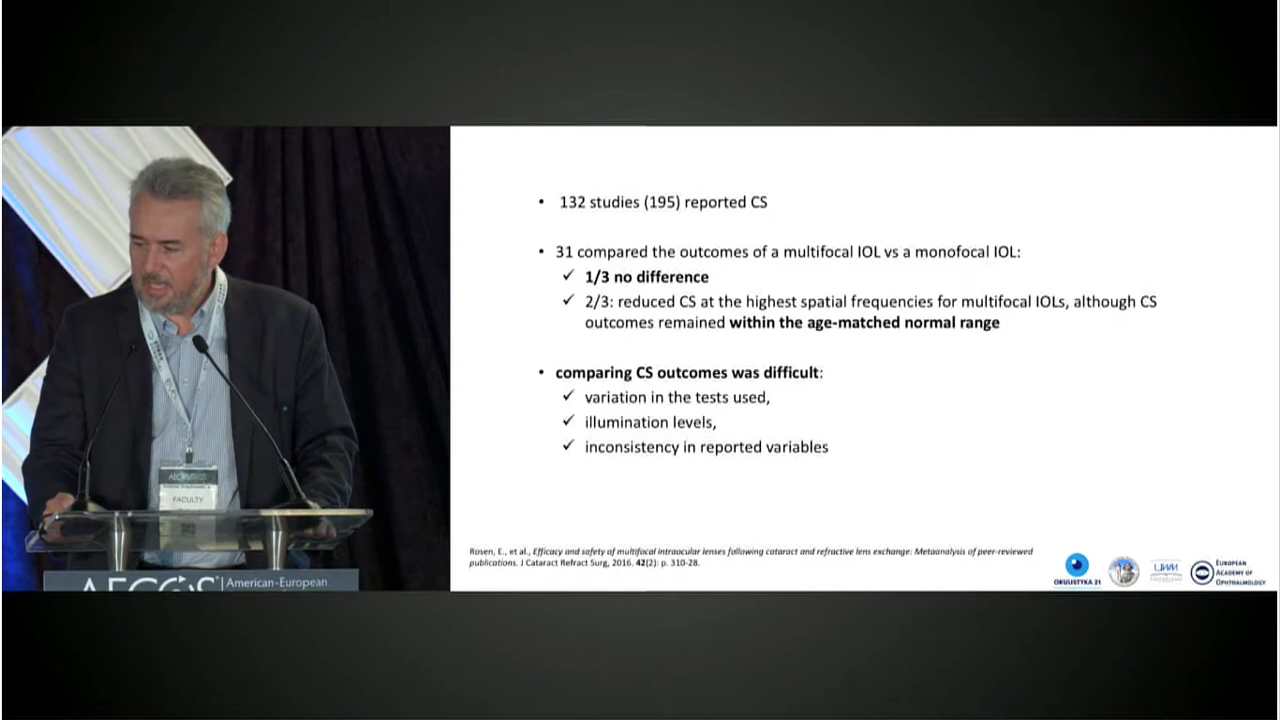 • 132 studies (195) reported CS
• 31 compared the outcomes of a multifocal IOL vs a monofocal IOL:
✓ 1/3 no difference
✓ 2/3: reduced CS at the highest spatial frequencies for multifocal IOLs, although CS
outcomes remained within the age-matched normal range
• comparing CS outcomes was difficult:
✓ variation in the tests used,
✓ illumination levels,
✓ inconsistency in reported variables
Rosen, E., et al., Efficacy and safety of multifocal intraocular lenses following cataract and refractive lens exchange: Metaanalysis of peer-reviewed
publications. J Cataract Refract Surg, 2016. 42(2): p. 310-28.
OKULISTYKA 21
UWM
EUROPEAN
ACADEMY OF
OPHTHALMOLOGY
FACULTY
AECOS
American-European